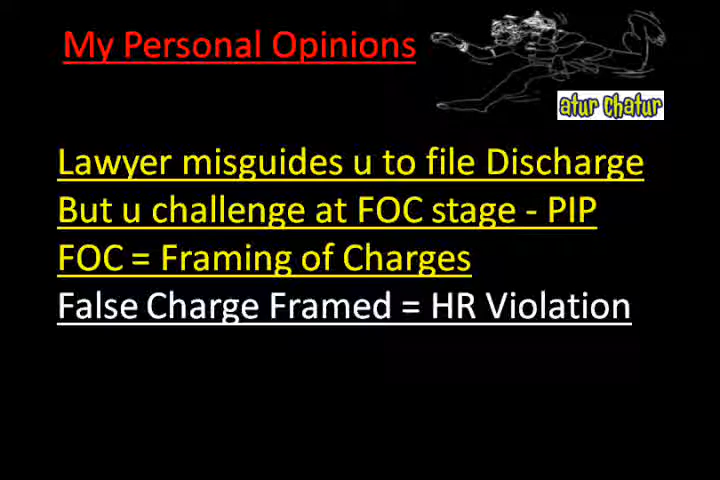 My Personal Opinions
atur chatur
Lawyer misguides u to file Discharge
But u challenge at FOC stage - PIP
FOC = Framing of Charges
False Charge Framed = HR Violation